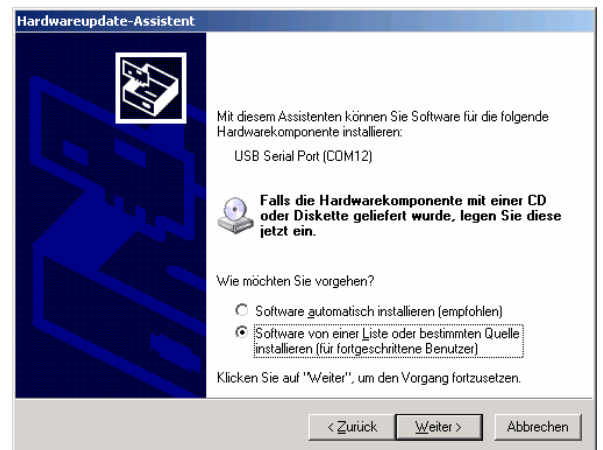 Hardwareupdate-Assistent
Mit diesem Assistenten können Sie Software für die folgende
Hardwarekomponente installieren:
USB Serial Port (COM12)
Falls die Hardwarekomponente mit einer CD
oder Diskette geliefert wurde, legen Sie diese
jetzt ein.
Wie möchten Sie vorgehen?
Software automatisch installieren (empfohlen)
Software von einer Liste oder bestimmten Quelle
installieren (für fortgeschrittene Benutzer)
Klicken Sie auf "Weiter", um den Vorgang fortzusetzen.
< Zurück Weiter > Abbrechen